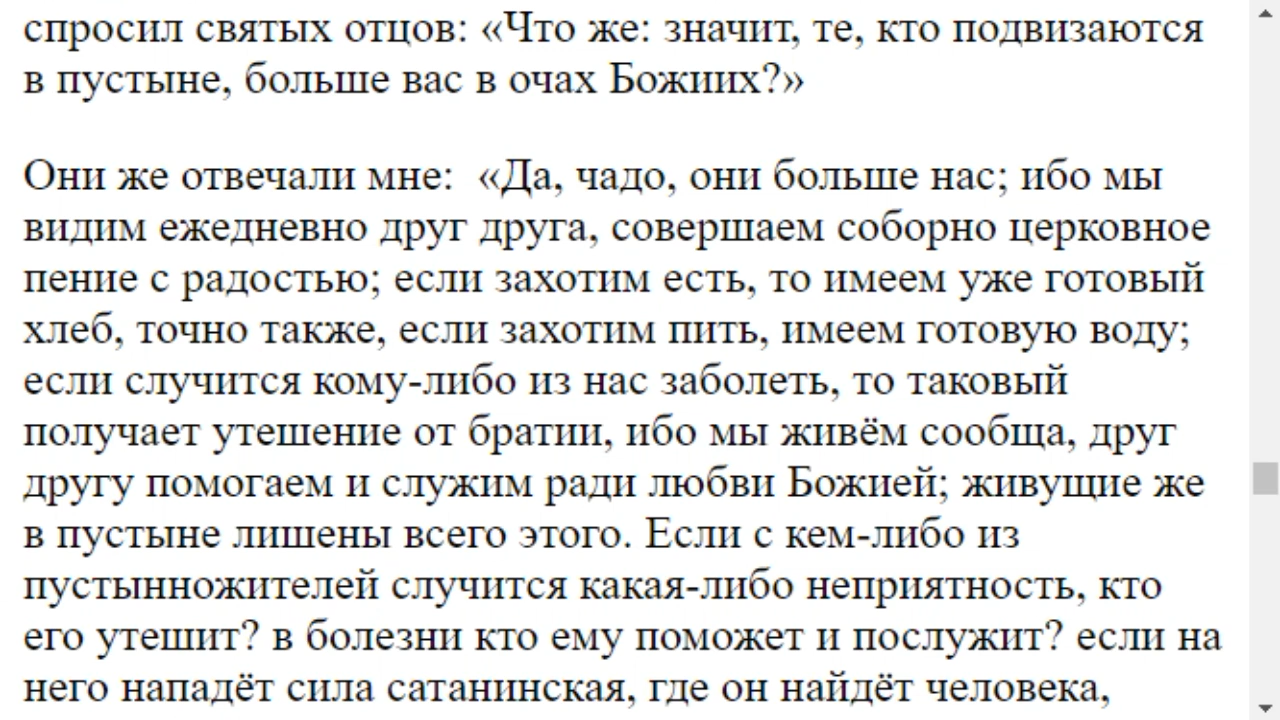 спросил святых отцов: «Что же: значит, те, кто подвизаются
в пустыне, больше вас в очах Божиих?»
Они же отвечали мне: «Да, чадо, они больше нас; ибо мы
видим ежедневно друг друга, совершаем соборно церковное
пение с радостью; если захотим есть, то имеем уже готовый
хлеб, точно также, если захотим пить, имеем готовую воду;
если случится кому-либо из нас заболеть, то таковый
получает утешение от братии, ибо мы живём сообща, друг
другу помогаем и служим ради любви Божией; живущие же
в пустыне лишены всего этого. Если с кем-либо из
пустынножителей случится какая-либо неприятность, кто
его утешит? в болезни кто ему поможет и послужит? если на
него нападёт сила сатанинская, где он найдёт человека,